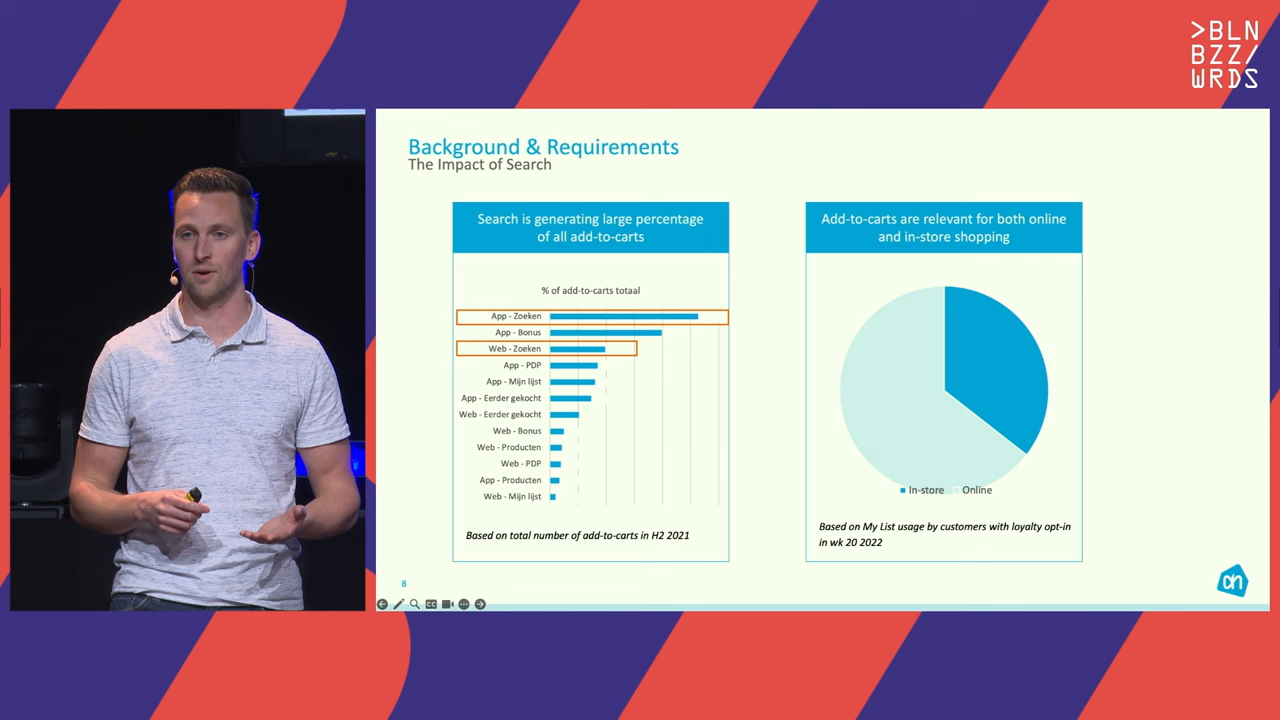 >BLN
BZZ/
WRDS
Background & Requirements
The Impact of Search
Search is generating large percentage
of all add-to-carts
% of add-to-carts totaal
App - Zoeken
App - Bonus
Web - Zoeken
App - PDP
App - Mijn lijst
App - Eerder gekocht
Web - Eerder gekocht
Web - Bonus
Web - Producten
Web - PDP
App - Producten
Web - Mijn lijst
Based on total number of add-to-carts in H2 2021
Add-to-carts are relevant for both online
and in-store shopping
In-store Online
Based on My List usage by customers with loyalty opt-in
in wk 20 2022
8
CC
ah